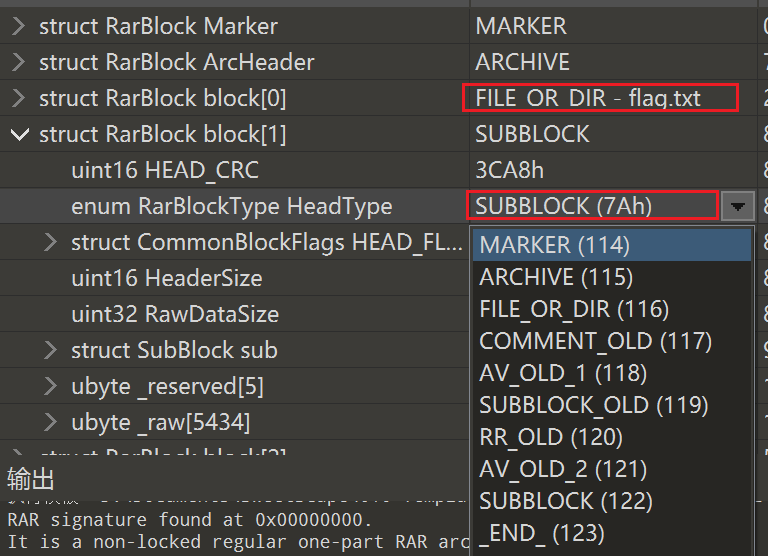 struct RarBlock Marker MARKER
struct RarBlock ArcHeader ARCHIVE
struct RarBlock block[0] FILE_OR_DIR - flag.txt
struct RarBlock block[1] SUBBLOCK
uint16 HEAD_CRC 3CA8h
enum RarBlockType HeadType SUBBLOCK (7Ah)
struct CommonBlockFlags HEAD_FL... MARKER (114)
ARCHIVE (115)
uint16 HeaderSize FILE_OR_DIR (116)
uint32 RawDataSize COMMENT_OLD (117)
struct SubBlock sub AV_OLD_1 (118)
ubyte _reserved[5] SUBBLOCK_OLD (119)
ubyte _raw[5434] RR_OLD (120)
AV_OLD_2 (121)
输出 SUBBLOCK (122)
RAR signature found at 0x00000000. _END_ (123)
It is a non-locked regular one-part RAR arc